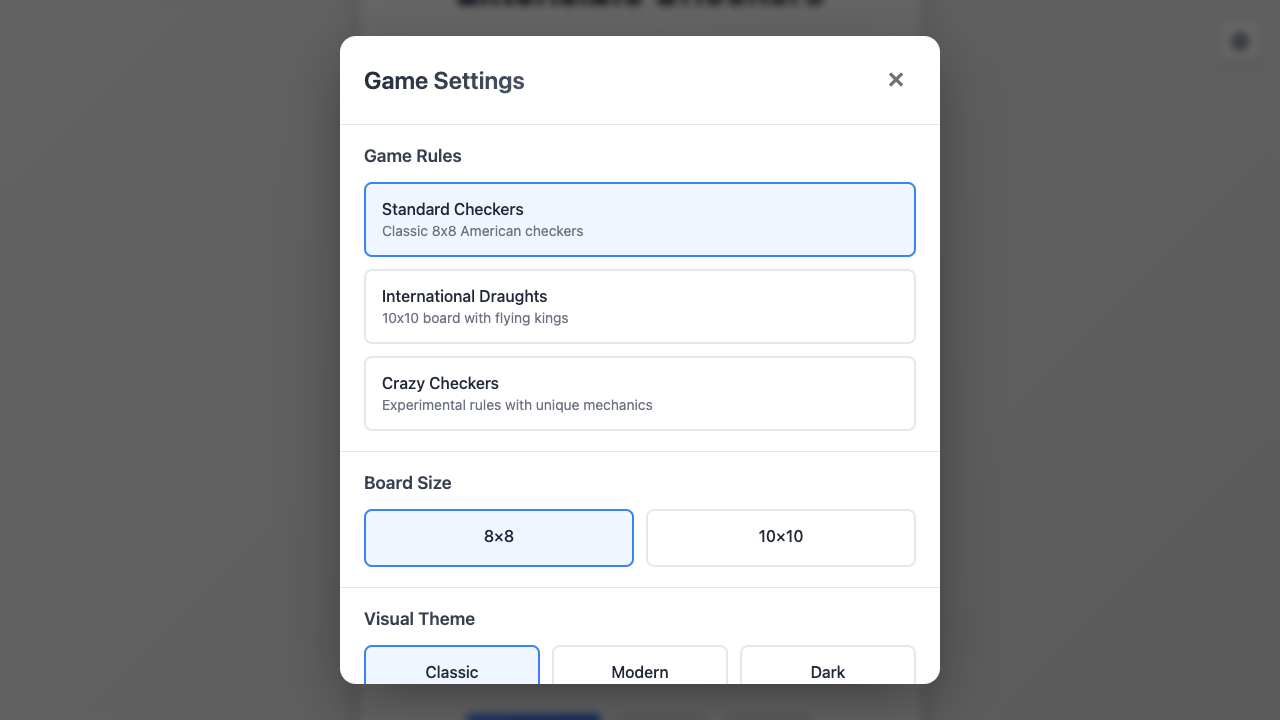 Game Settings
×
Game Rules
Standard Checkers
Classic 8x8 American checkers
International Draughts
10x10 board with flying kings
Crazy Checkers
Experimental rules with unique mechanics
Board Size
8×8
10×10
Visual Theme
Classic
Modern
Dark